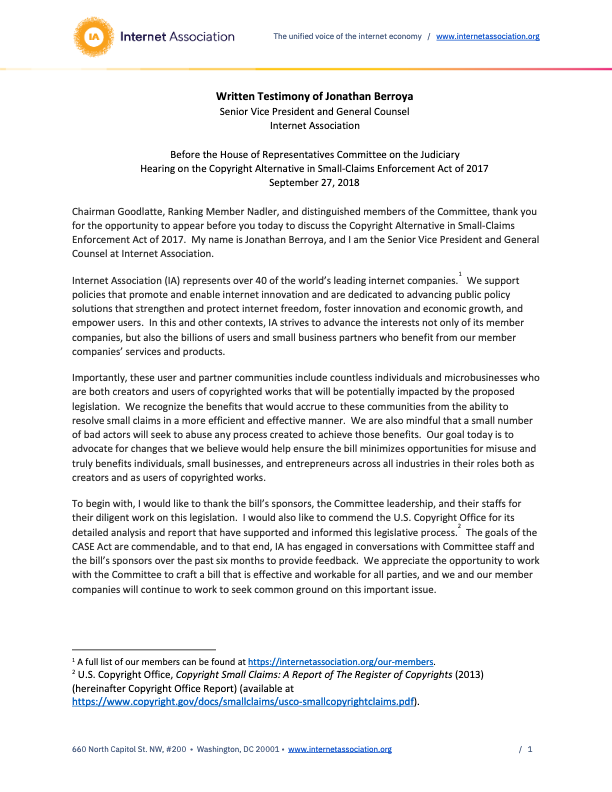 IA Internet Association The unified voice of the internet economy / www.internetassociation.org
Written Testimony of Jonathan Berroya
Senior Vice President and General Counsel
Internet Association
Before the House of Representatives Committee on the Judiciary
Hearing on the Copyright Alternative in Small-Claims Enforcement Act of 2017
September 27, 2018
Chairman Goodlatte, Ranking Member Nadler, and distinguished members of the Committee, thank you
for the opportunity to appear before you today to discuss the Copyright Alternative in Small-Claims
Enforcement Act of 2017. My name is Jonathan Berroya, and I am the Senior Vice President and General
Counsel at Internet Association.
Internet Association (IA) represents over 40 of the world's leading internet companies.1 We support
policies that promote and enable internet innovation and are dedicated to advancing public policy
solutions that strengthen and protect internet freedom, foster innovation and economic growth, and
empower users. In this and other contexts, IA strives to advance the interests not only of its member
companies, but also the billions of users and small business partners who benefit from our member
companies' services and products.
Importantly, these user and partner communities include countless individuals and microbusinesses who
are both creators and users of copyrighted works that will be potentially impacted by the proposed
legislation. We recognize the benefits that would accrue to these communities from the ability to
resolve small claims in a more efficient and effective manner. We are also mindful that a small number
of bad actors will seek to abuse any process created to achieve those benefits. Our goal today is to
advocate for changes that we believe would help ensure the bill minimizes opportunities for misuse and
truly benefits individuals, small businesses, and entrepreneurs across all industries in their roles both as
creators and as users of copyrighted works.
To begin with, I would like to thank the bill's sponsors, the Committee leadership, and their staffs for
their diligent work on this legislation. I would also like to commend the U.S. Copyright Office for its
detailed analysis and report that have supported and informed this legislative process.2 The goals of the
CASE Act are commendable, and to that end, IA has engaged in conversations with Committee staff and
the bill's sponsors over the past six months to provide feedback. We appreciate the opportunity to work
with the Committee to craft a bill that is effective and workable for all parties, and we and our member
companies will continue to work to seek common ground on this important issue.
1 A full list of our members can be found at https://internetassociation.org/our-members.
2 U.S. Copyright Office, Copyright Small Claims: A Report of The Register of Copyrights (2013)
(hereinafter Copyright Office Report) (available at
https://www.copyright.gov/docs/smallclaims/usco-smallcopyrightclaims.pdf).
660 North Capitol St. NW, #200 • Washington, DC 20001 • www.internetassociation.org / 1